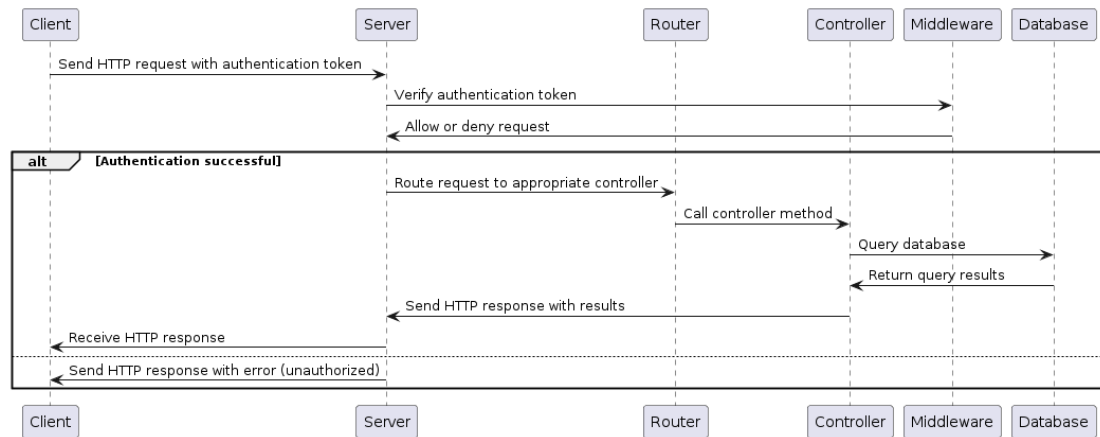 Client Server Router Controller Middleware Database
Send HTTP request with authentication token
Verify authentication token
Allow or deny request
alt [Authentication successful]
Route request to appropriate controller
Call controller method
Query database
Return query results
Send HTTP response with results
Receive HTTP response
Send HTTP response with error (unauthorized)
Client Server Router Controller Middleware Database